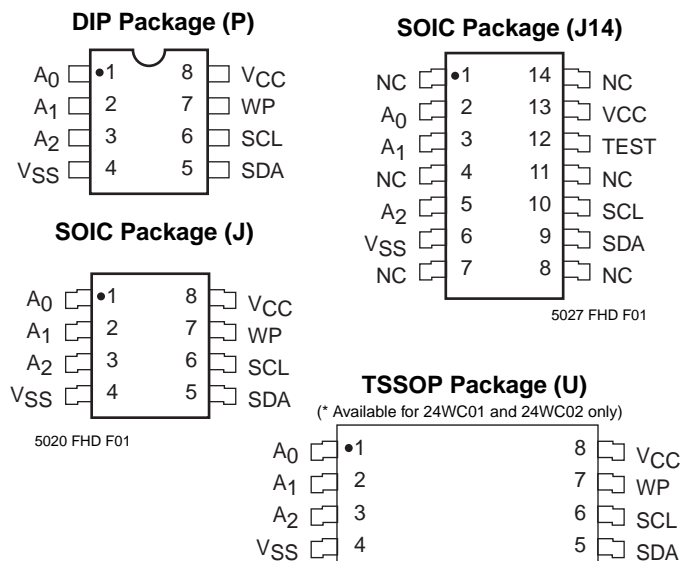 DIP Package (P)
A0 1 8 VCC
A1 2 7 WP
A2 3 6 SCL
VSS 4 5 SDA
SOIC Package (J)
A0 1 8 VCC
A1 2 7 WP
A2 3 6 SCL
VSS 4 5 SDA
5020 FHD F01
SOIC Package (J14)
NC 1 14 NC
A0 2 13 VCC
A1 3 12 TEST
NC 4 11 NC
A2 5 10 SCL
VSS 6 9 SDA
NC 7 8 NC
5027 FHD F01
TSSOP Package (U)
(* Available for 24WC01 and 24WC02 only)
A0 1 8 VCC
A1 2 7 WP
A2 3 6 SCL
VSS 4 5 SDA